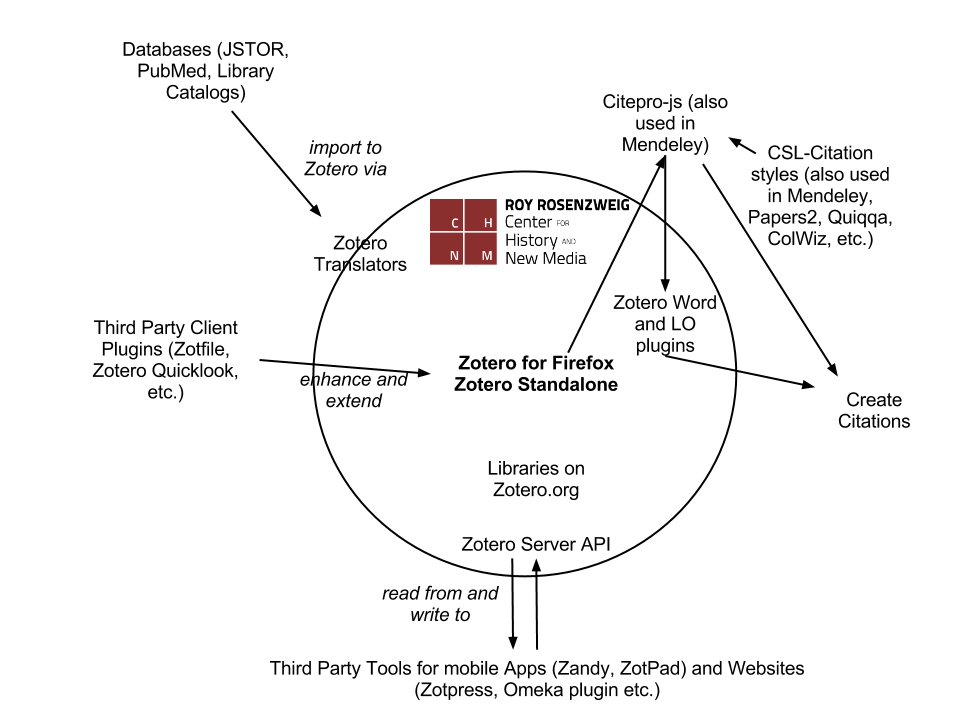 Databases (JSTOR,
PubMed, Library
Catalogs)
import to
Zotero via
Citepro-js (also
used in
Mendeley)
CSL-Citation
styles (also used
in Mendeley,
Papers2, Quiqqa,
ColWiz, etc.)
C H
N M
ROY ROSENZWEIG
Center FOR
History AND
New Media
Zotero
Translators
Third Party Client
Plugins (Zotfile,
Zotero Quicklook,
etc.)
enhance and
extend
Zotero for Firefox
Zotero Standalone
Zotero Word
and LO
plugins
Create
Citations
Libraries on
Zotero.org
Zotero Server API
read from and
write to
Third Party Tools for mobile Apps (Zandy, ZotPad) and Websites
(Zotpress, Omeka plugin etc.)